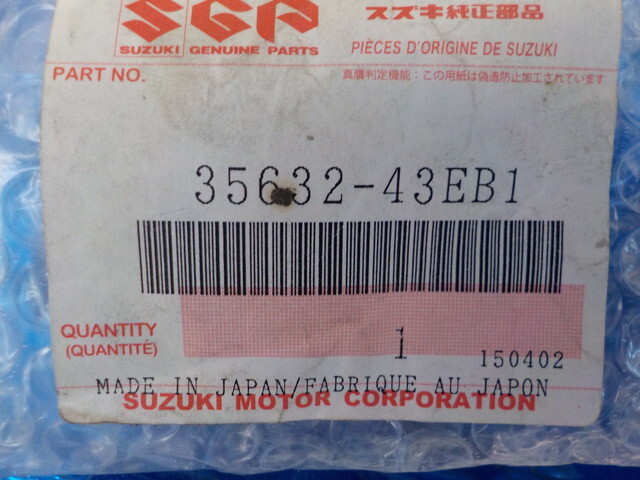 SGP スズキ純正部品
SUZUKI GENUINE PARTS PIÈCES D'ORIGINE DE SUZUKI
PART NO. 真贋判定機能：この用紙は偽造防止加工されています
35632-43EB1
QUANTITY
(QUANTITÉ)
1 150402
MADE IN JAPAN/FABRIQUE AU JAPON
SUZUKI MOTOR CORPORATION